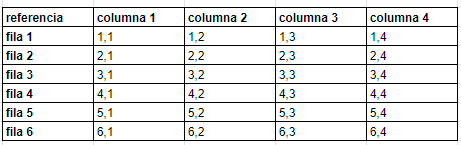 referencia columna 1 columna 2 columna 3 columna 4
fila 1 1,1 1,2 1,3 1,4
fila 2 2,1 2,2 2,3 2,4
fila 3 3,1 3,2 3,3 3,4
fila 4 4,1 4,2 4,3 4,4
fila 5 5,1 5,2 5,3 5,4
fila 6 6,1 6,2 6,3 6,4